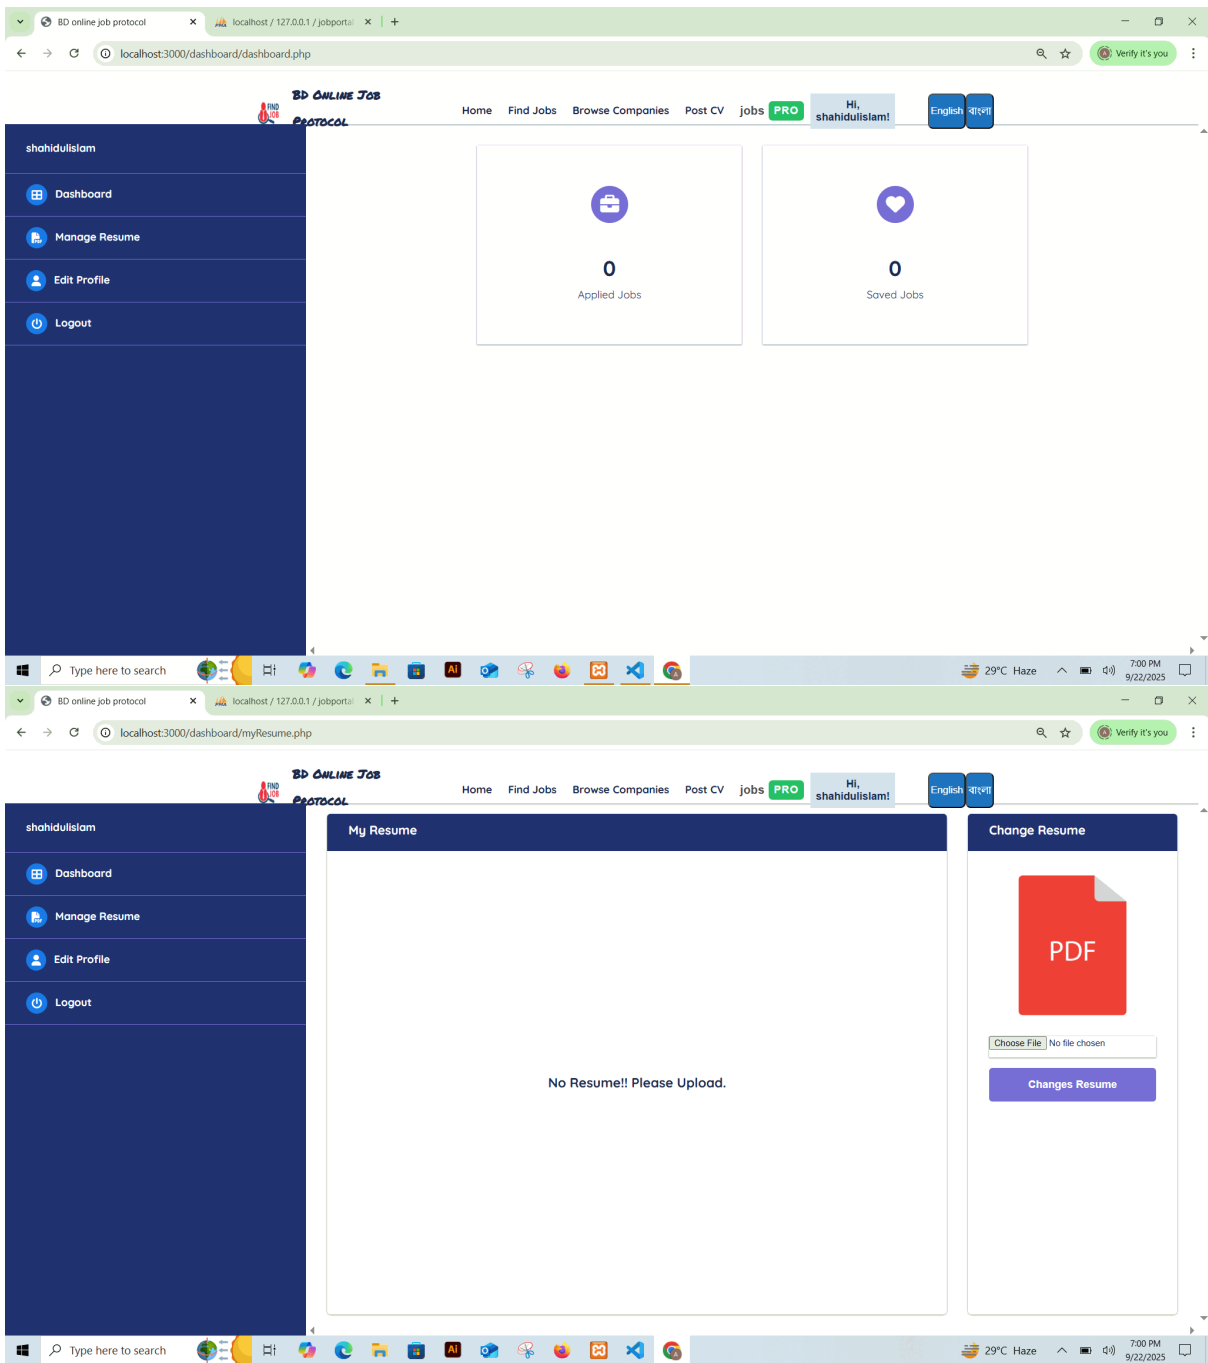 BD online job protocol
localhost / 127.0.0.1 / jobportal
localhost:3000/dashboard/dashboard.php
Verify it's you
FIND JOB
BD Online Job Protocol
Home Find Jobs Browse Companies Post CV jobs PRO Hi, shahidulislam! English বাংলা
shahidulislam
Dashboard
Manage Resume
Edit Profile
Logout
0
Applied Jobs
0
Saved Jobs
Type here to search
Ai
29°C Haze
7:00 PM
9/22/2025
BD online job protocol
localhost / 127.0.0.1 / jobportal
localhost:3000/dashboard/myResume.php
Verify it's you
FIND JOB
BD Online Job Protocol
Home Find Jobs Browse Companies Post CV jobs PRO Hi, shahidulislam! English বাংলা
shahidulislam
Dashboard
Manage Resume
Edit Profile
Logout
My Resume
No Resume!! Please Upload.
Change Resume
PDF
Choose File No file chosen
Changes Resume
Type here to search
Ai
29°C Haze
7:00 PM
9/22/2025